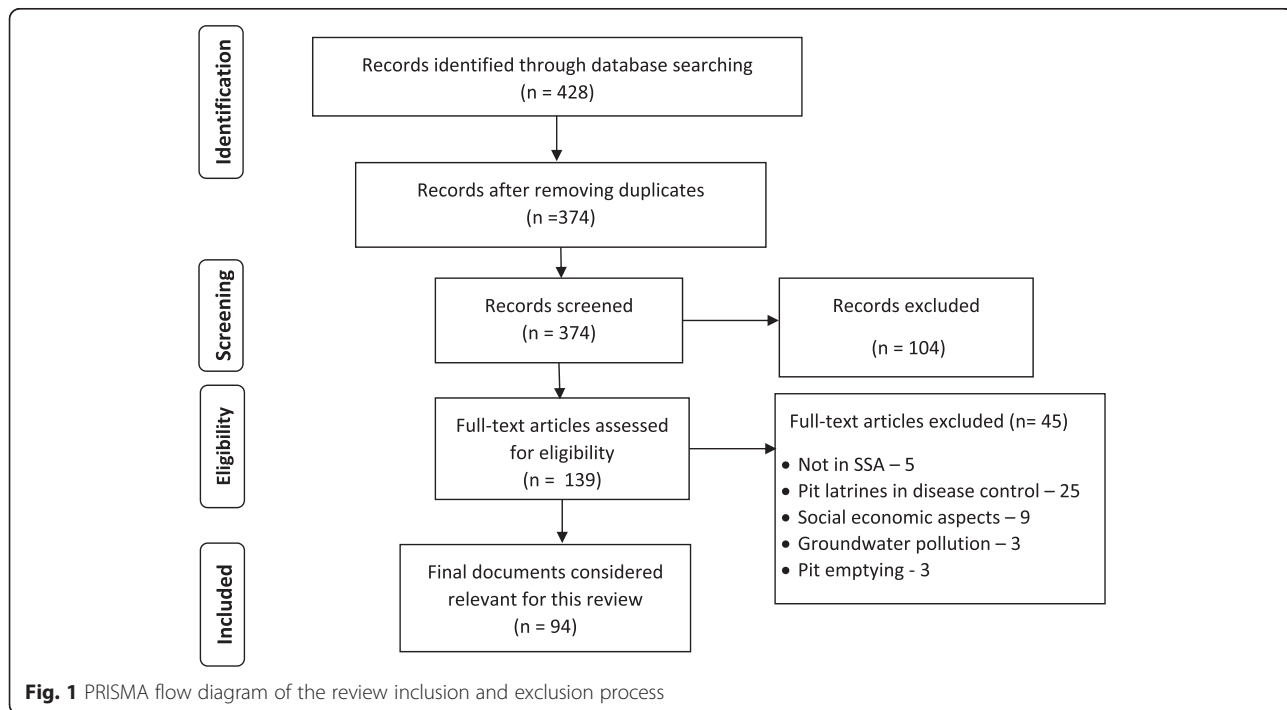 Identification
Records identified through database searching
(n = 428)
Records after removing duplicates
(n =374)
Screening
Records screened
(n = 374)
Records excluded
(n = 104)
Eligibility
Full-text articles assessed
for eligibility
(n = 139)
Full-text articles excluded (n= 45)
• Not in SSA – 5
• Pit latrines in disease control – 25
• Social economic aspects – 9
• Groundwater pollution – 3
• Pit emptying - 3
Included
Final documents considered
relevant for this review
(n = 94)
Fig. 1 PRISMA flow diagram of the review inclusion and exclusion process